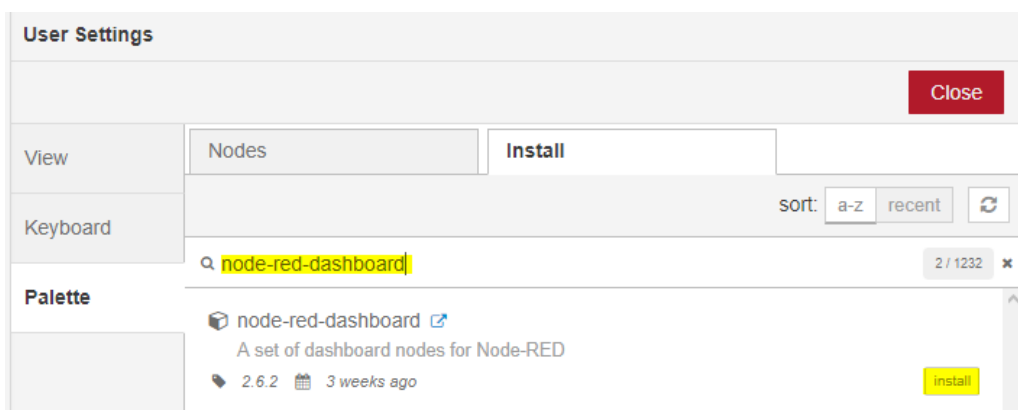 User Settings
Close
View
Nodes
Install
sort: a-z recent
Keyboard
node-red-dashboard
2 / 1232
Palette
node-red-dashboard
A set of dashboard nodes for Node-RED
2.6.2 3 weeks ago
install